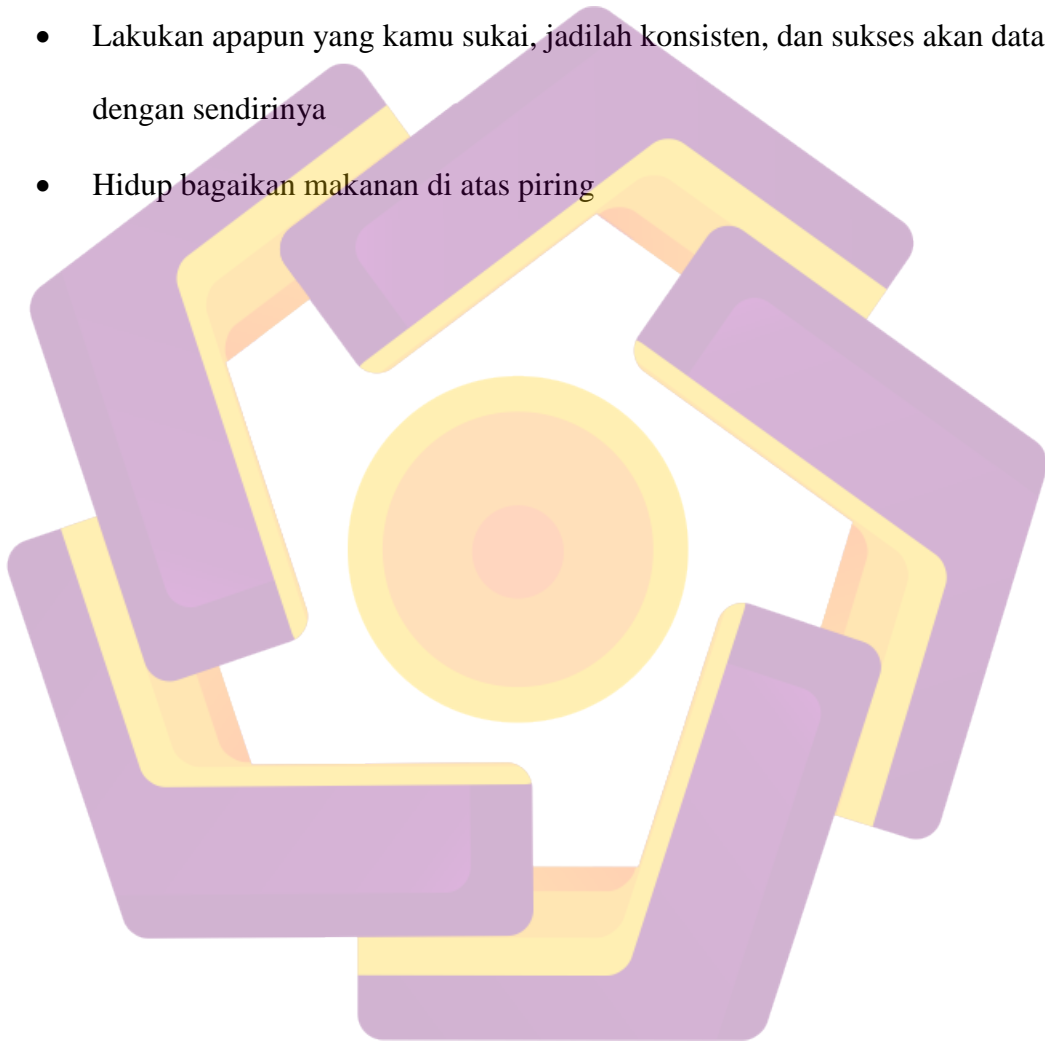 • Lakukan apapun yang kamu sukai, jadilah konsisten, dan sukses akan data
dengan sendirinya
• Hidup bagaikan makanan di atas piring